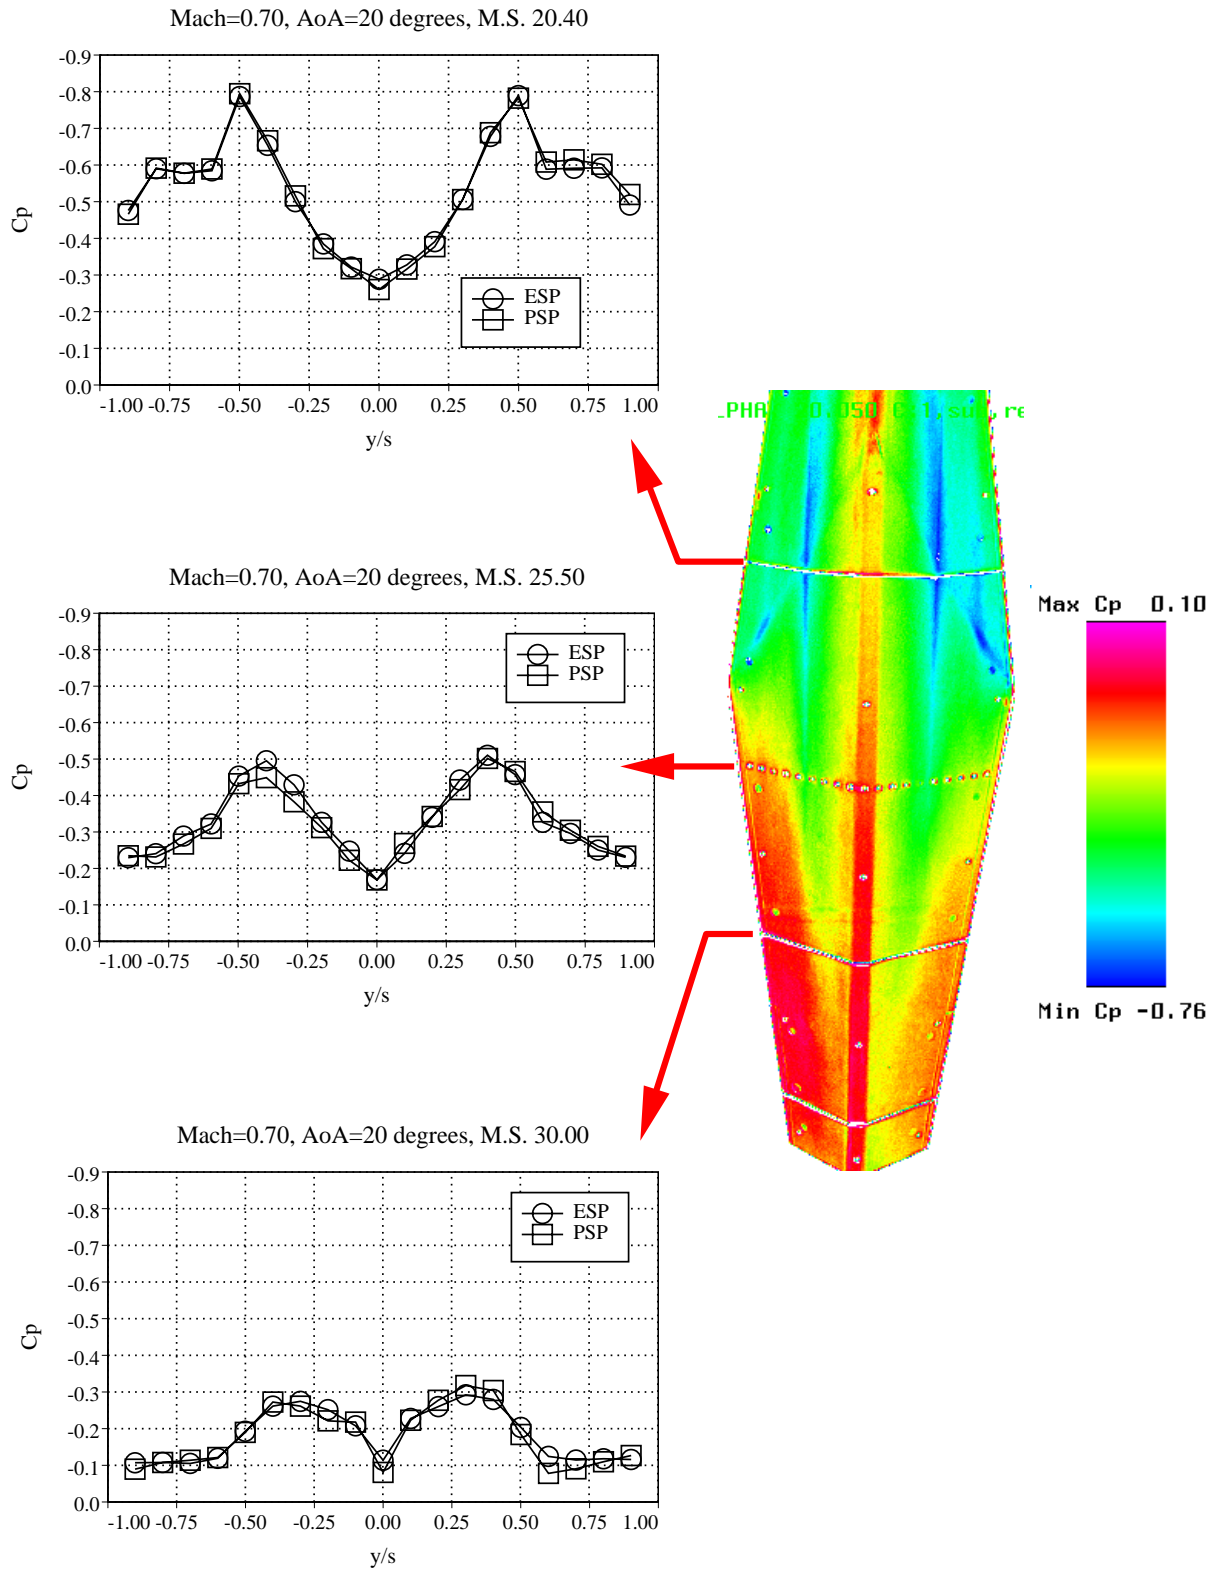 Mach=0.70, AoA=20 degrees, M.S. 20.40
-0.9
-0.8
-0.7
-0.6
-0.5
-0.4
-0.3
-0.2
-0.1
0.0
Cp
ESP
PSP
-1.00 -0.75 -0.50 -0.25 0.00 0.25 0.50 0.75 1.00
y/s
Mach=0.70, AoA=20 degrees, M.S. 25.50
-0.9
-0.8
-0.7
-0.6
-0.5
-0.4
-0.3
-0.2
-0.1
0.0
Cp
ESP
PSP
-1.00 -0.75 -0.50 -0.25 0.00 0.25 0.50 0.75 1.00
y/s
Mach=0.70, AoA=20 degrees, M.S. 30.00
-0.9
-0.8
-0.7
-0.6
-0.5
-0.4
-0.3
-0.2
-0.1
0.0
Cp
ESP
PSP
-1.00 -0.75 -0.50 -0.25 0.00 0.25 0.50 0.75 1.00
y/s
_PHA 20.050
Max Cp 0.10
Min Cp -0.76